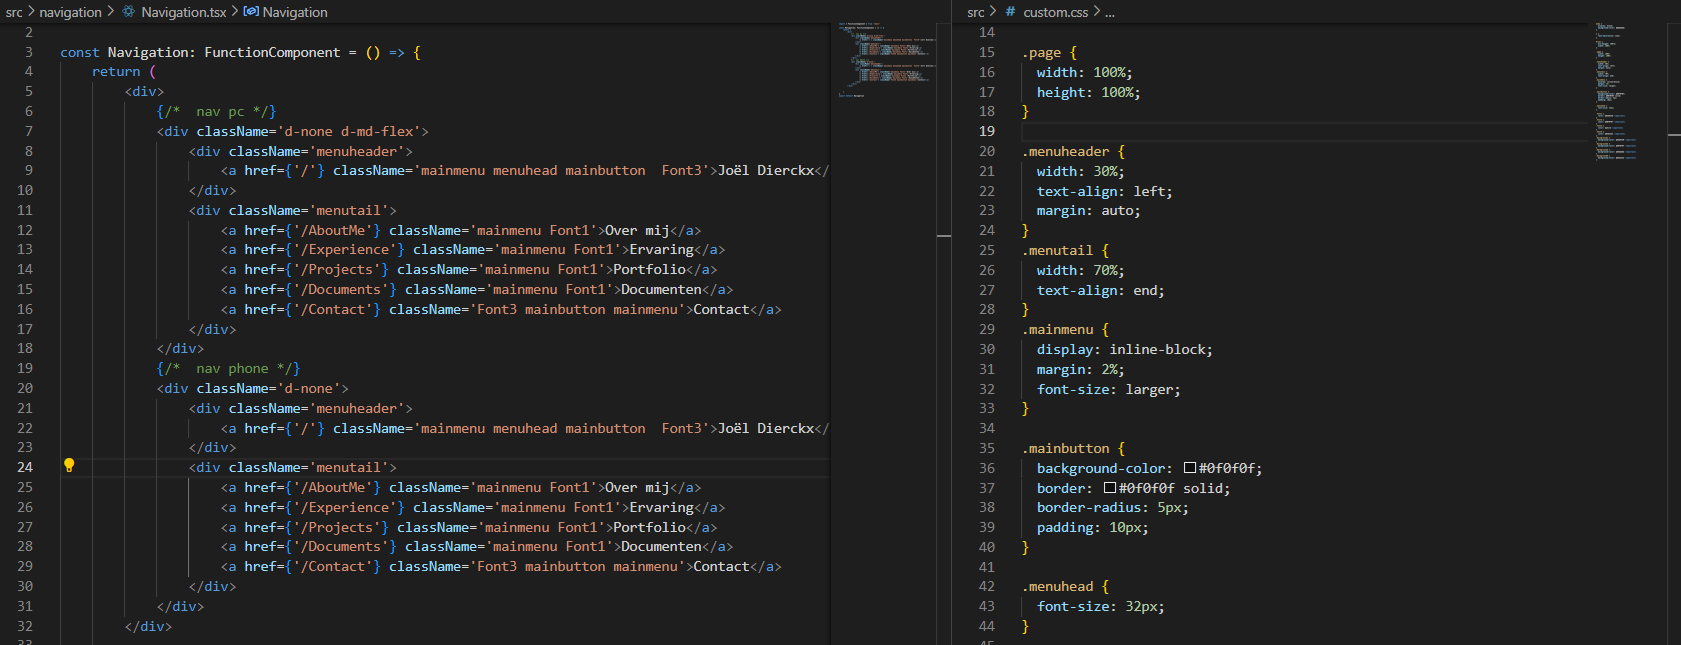 src > navigation > Navigation.tsx > Navigation
2
3 const Navigation: FunctionComponent = () => {
4 return (
5 <div>
6 {/*  nav pc */}
7 <div className='d-none d-md-flex'>
8 <div className='menuheader'>
9 <a href={'/'} className='mainmenu menuhead mainbutton  Font3'>Joël Dierckx</
10 </div>
11 <div className='menutail'>
12 <a href={'/AboutMe'} className='mainmenu Font1'>Over mij</a>
13 <a href={'/Experience'} className='mainmenu Font1'>Ervaring</a>
14 <a href={'/Projects'} className='mainmenu Font1'>Portfolio</a>
15 <a href={'/Documents'} className='mainmenu Font1'>Documenten</a>
16 <a href={'/Contact'} className='Font3 mainbutton mainmenu'>Contact</a>
17 </div>
18 </div>
19 {/*  nav phone */}
20 <div className='d-none'>
21 <div className='menuheader'>
22 <a href={'/'} className='mainmenu menuhead mainbutton  Font3'>Joël Dierckx</
23 </div>
24 <div className='menutail'>
25 <a href={'/AboutMe'} className='mainmenu Font1'>Over mij</a>
26 <a href={'/Experience'} className='mainmenu Font1'>Ervaring</a>
27 <a href={'/Projects'} className='mainmenu Font1'>Portfolio</a>
28 <a href={'/Documents'} className='mainmenu Font1'>Documenten</a>
29 <a href={'/Contact'} className='Font3 mainbutton mainmenu'>Contact</a>
30 </div>
31 </div>
32 </div>
src > # custom.css > ...
14
15 .page {
16 width: 100%;
17 height: 100%;
18 }
19
20 .menuheader {
21 width: 30%;
22 text-align: left;
23 margin: auto;
24 }
25 .menutail {
26 width: 70%;
27 text-align: end;
28 }
29 .mainmenu {
30 display: inline-block;
31 margin: 2%;
32 font-size: larger;
33 }
34
35 .mainbutton {
36 background-color: #0f0f0f;
37 border: #0f0f0f solid;
38 border-radius: 5px;
39 padding: 10px;
40 }
41
42 .menuhead {
43 font-size: 32px;
44 }